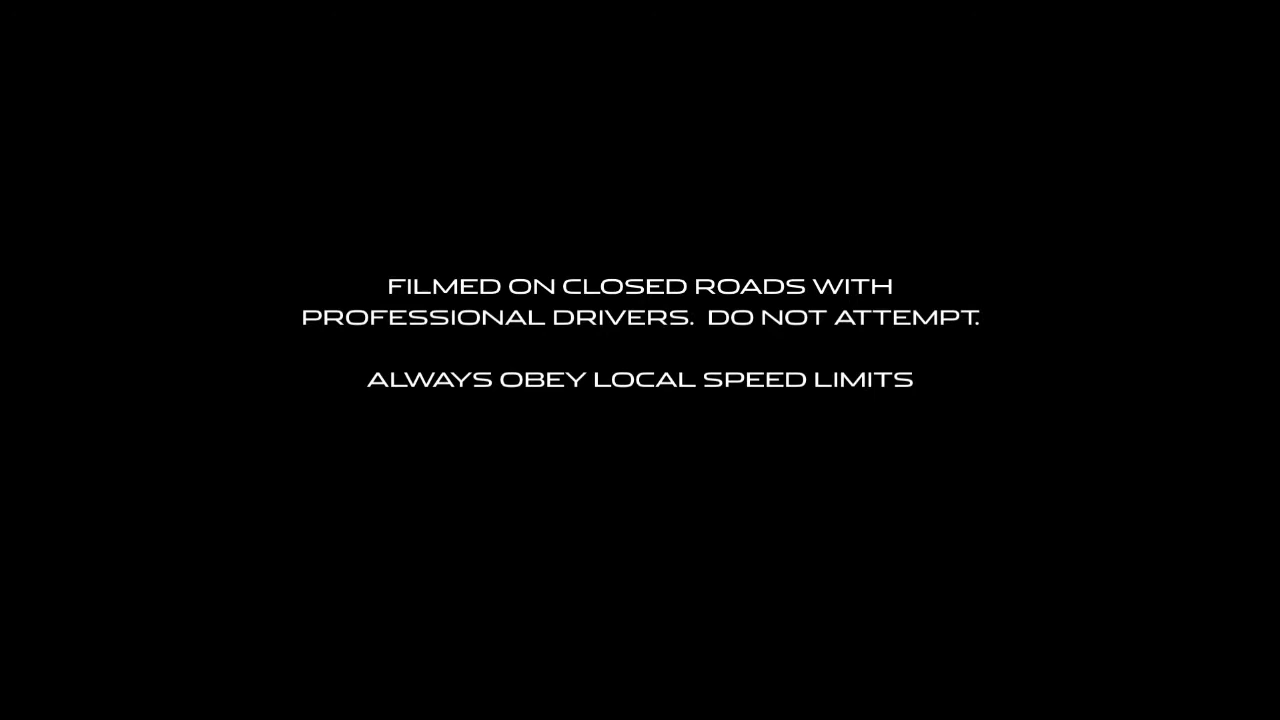 FILMED ON CLOSED ROADS WITH
PROFESSIONAL DRIVERS.  DO NOT ATTEMPT.
ALWAYS OBEY LOCAL SPEED LIMITS